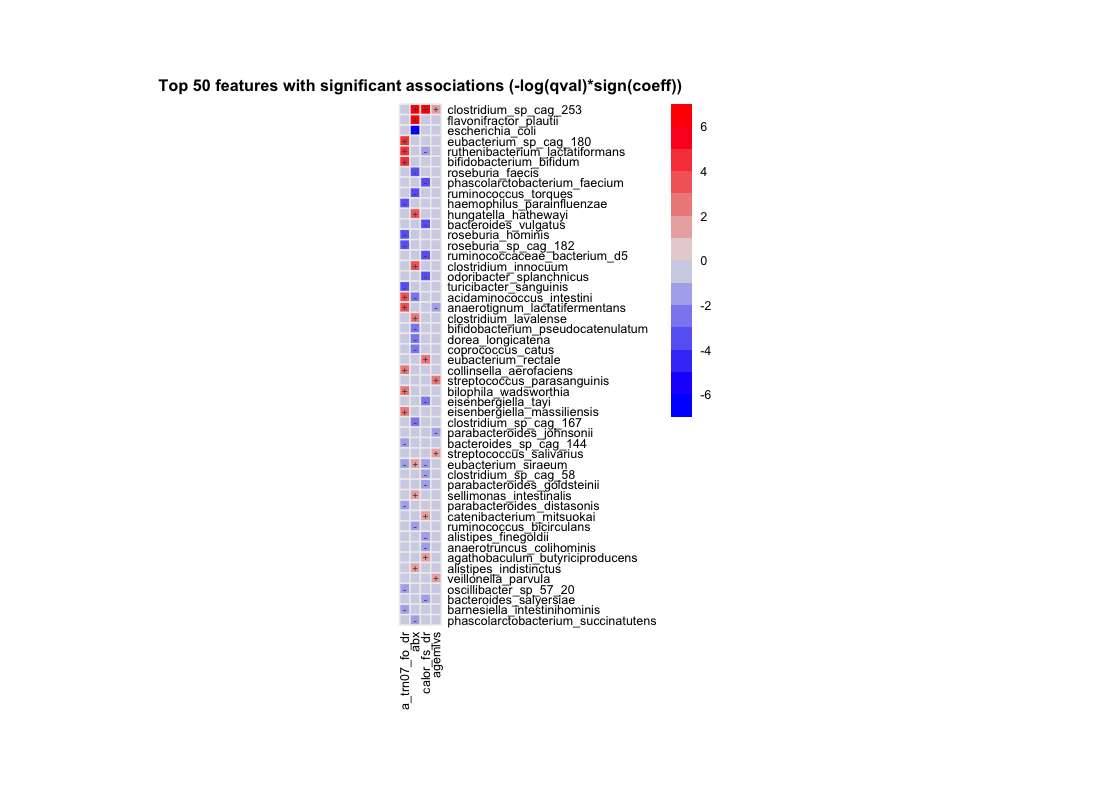 Top 50 features with significant associations (-log(qval)*sign(coeff))
clostridium_sp_cag_253
flavonifractor_plautii
escherichia_coli
eubacterium_sp_cag_180
ruthenibacterium_lactatiformans
bifidobacterium_bifidum
roseburia_faecis
phascolarctobacterium_faecium
ruminococcus_torques
haemophilus_parainfluenzae
hungatella_hathewayi
bacteroides_vulgatus
roseburia_hominis
roseburia_sp_cag_182
ruminococcaceae_bacterium_d5
clostridium_innocuum
odoribacter_splanchnicus
turicibacter_sanguinis
acidaminococcus_intestini
anaerotignum_lactatifermentans
clostridium_lavalense
bifidobacterium_pseudocatenulatum
dorea_longicatena
coprococcus_catus
eubacterium_rectale
collinsella_aerofaciens
streptococcus_parasanguinis
bilophila_wadsworthia
eisenbergiella_tayi
eisenbergiella_massiliensis
clostridium_sp_cag_167
parabacteroides_johnsonii
bacteroides_sp_cag_144
streptococcus_salivarius
eubacterium_siraeum
clostridium_sp_cag_58
parabacteroides_goldsteinii
sellimonas_intestinalis
parabacteroides_distasonis
catenibacterium_mitsuokai
ruminococcus_bicirculans
alistipes_finegoldii
anaerotruncus_colihominis
agathobaculum_butyriciproducens
alistipes_indistinctus
veillonella_parvula
oscillibacter_sp_57_20
bacteroides_salyersiae
barnesiella_intestinihominis
phascolarctobacterium_succinatutens
a_trn07_fo_dr
abx
calor_fs_dr
agemlvs
6
4
2
0
-2
-4
-6